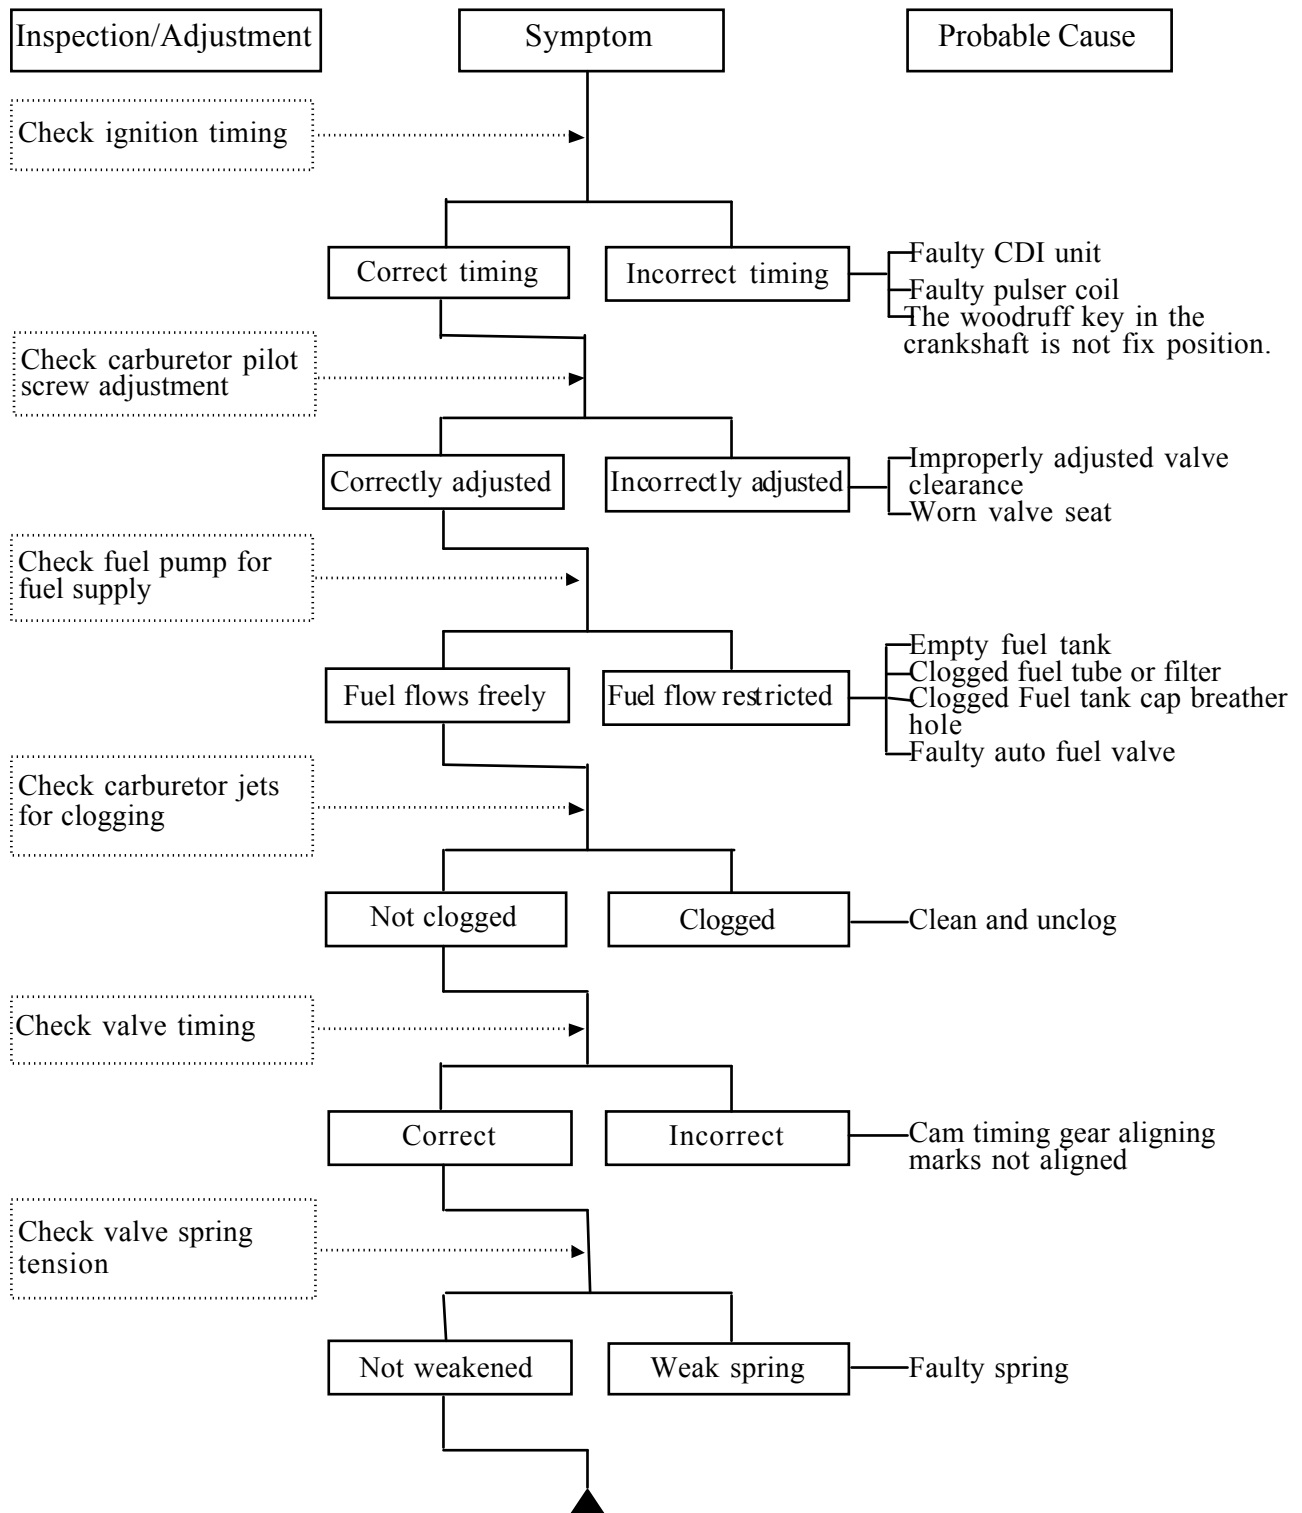 Inspection/Adjustment
Symptom
Probable Cause
Check ignition timing
Correct timing
Incorrect timing
Faulty CDI unit
Faulty pulser coil
The woodruff key in the
crankshaft is not fix position.
Check carburetor pilot
screw adjustment
Correctly adjusted
Incorrectly adjusted
Improperly adjusted valve
clearance
Worn valve seat
Check fuel pump for
fuel supply
Fuel flows freely
Fuel flow restricted
Empty fuel tank
Clogged fuel tube or filter
Clogged Fuel tank cap breather
hole
Faulty auto fuel valve
Check carburetor jets
for clogging
Not clogged
Clogged
Clean and unclog
Check valve timing
Correct
Incorrect
Cam timing gear aligning
marks not aligned
Check valve spring
tension
Not weakened
Weak spring
Faulty spring